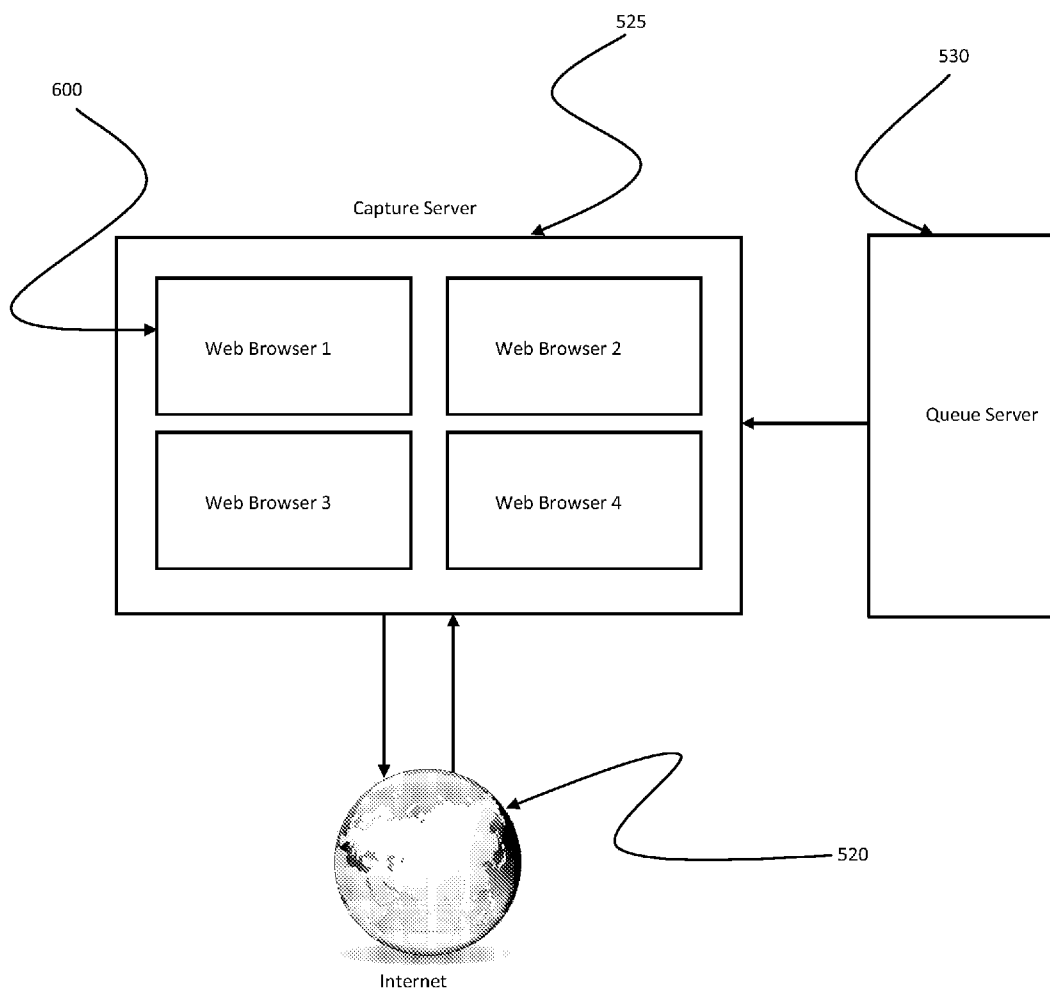 525
530
600
Capture Server
Web Browser 1
Web Browser 2
Queue Server
Web Browser 3
Web Browser 4
520
Internet